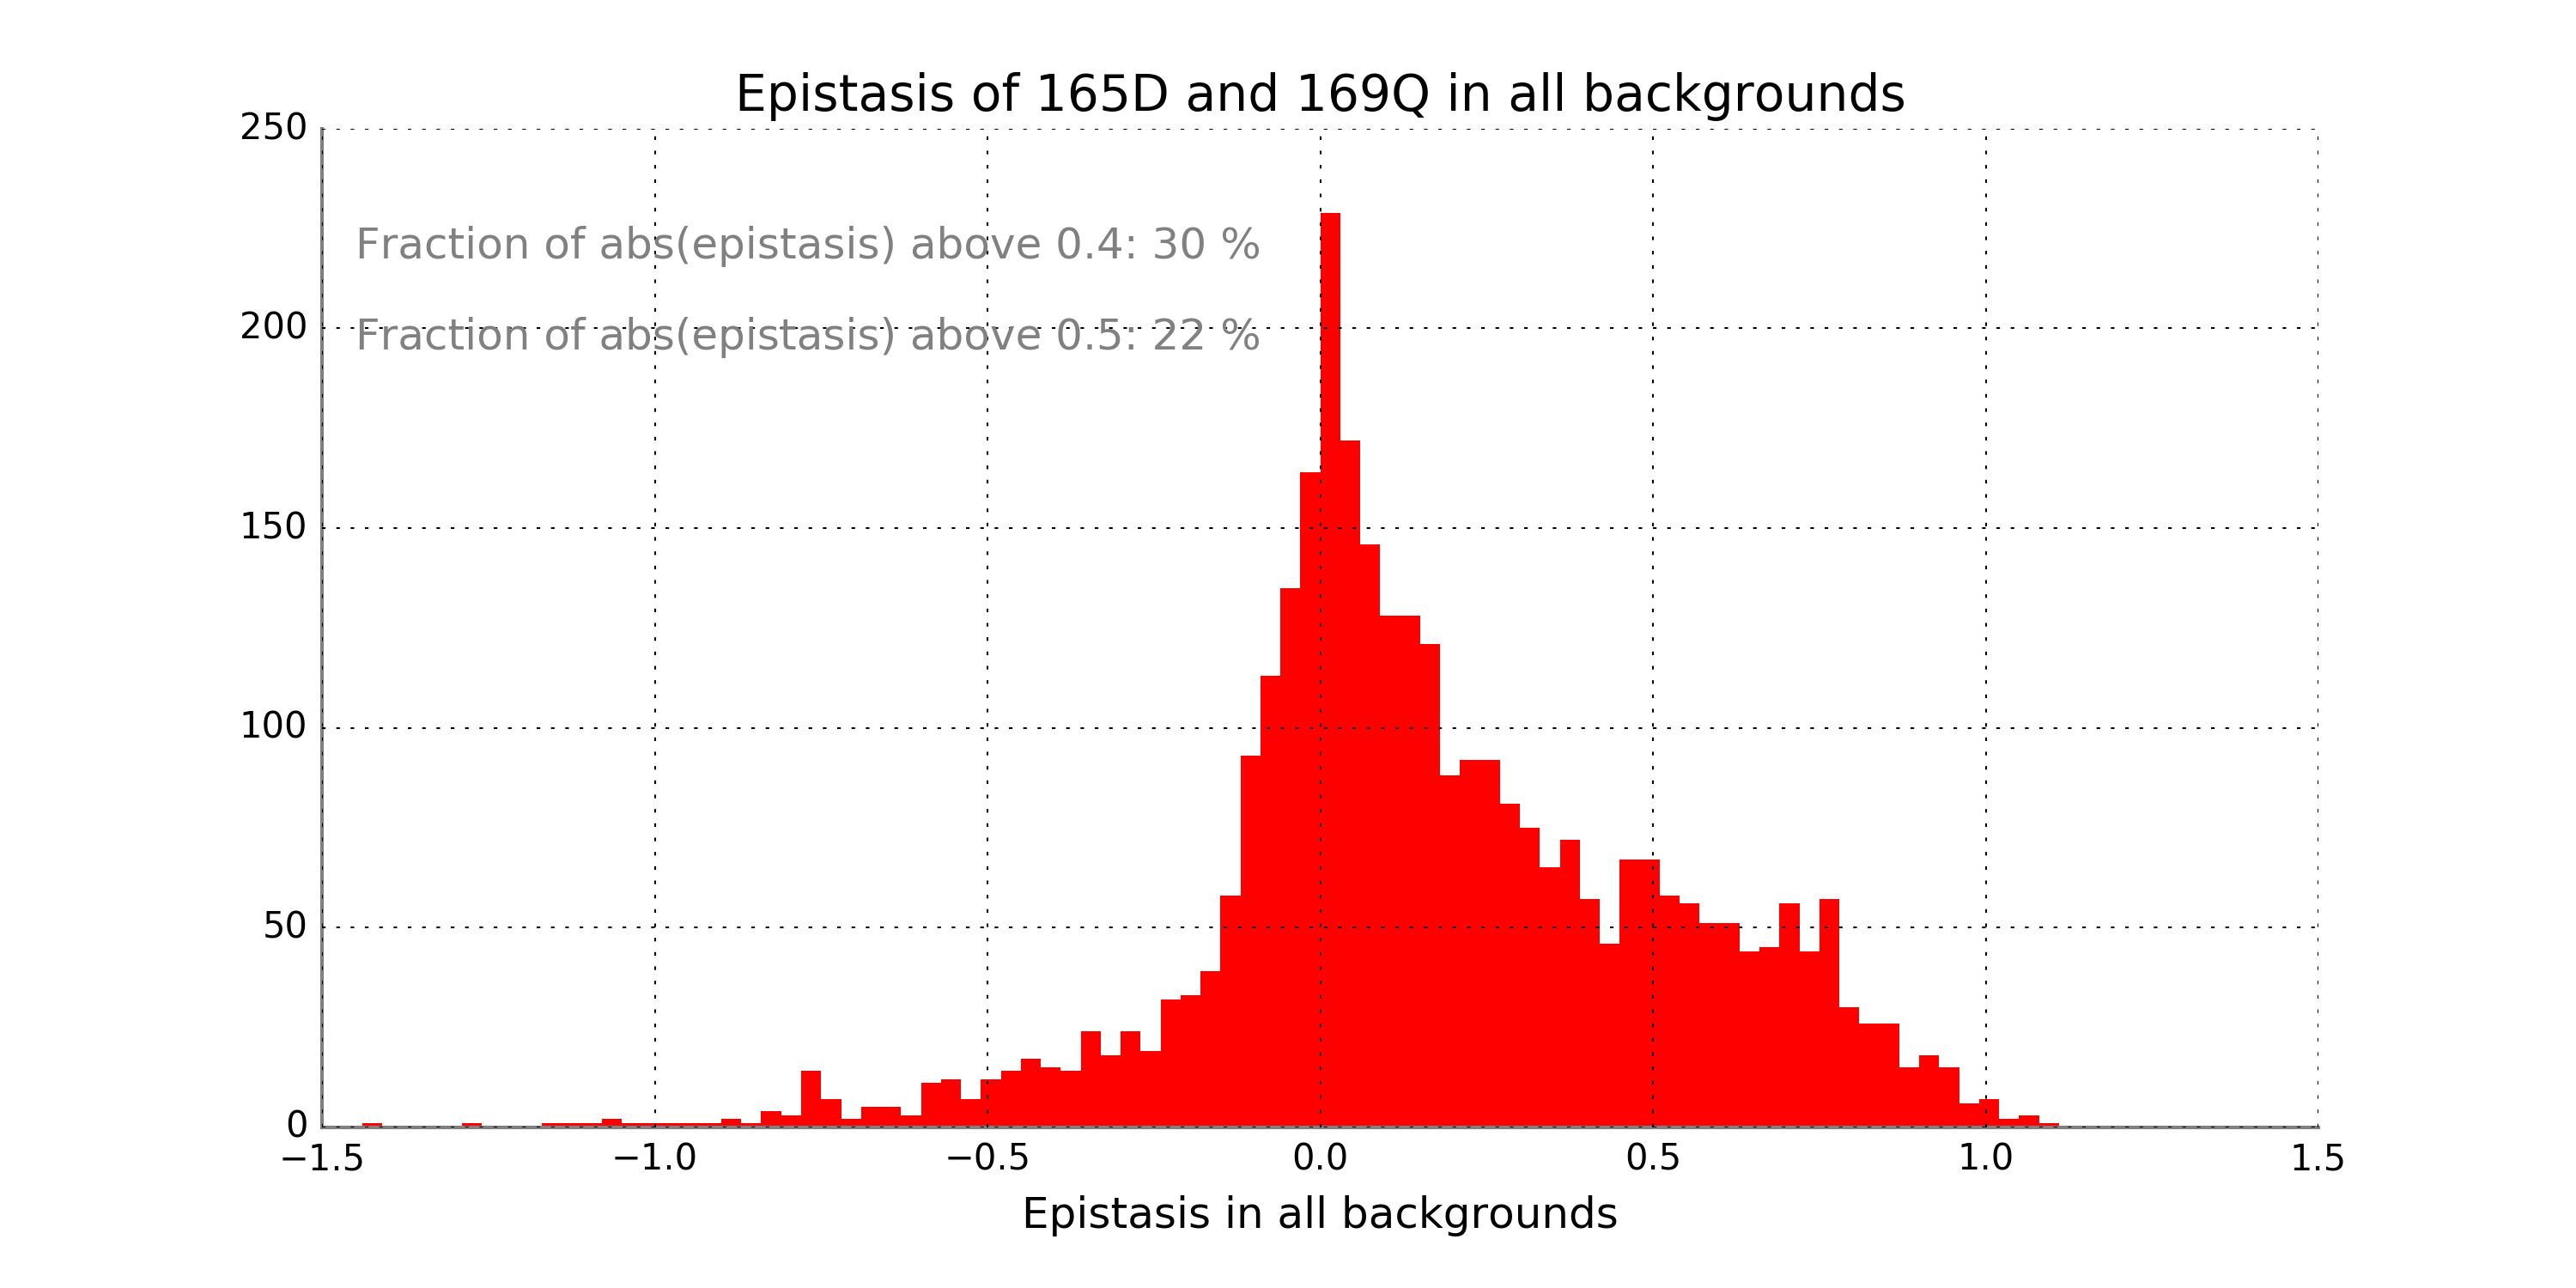 Epistasis of 165D and 169Q in all backgrounds
250
Fraction of abs(epistasis) above 0.4: 30 %
200
Fraction of abs(epistasis) above 0.5: 22 %
150
100
50
0
−1.5 −1.0 −0.5 0.0 0.5 1.0 1.5
Epistasis in all backgrounds